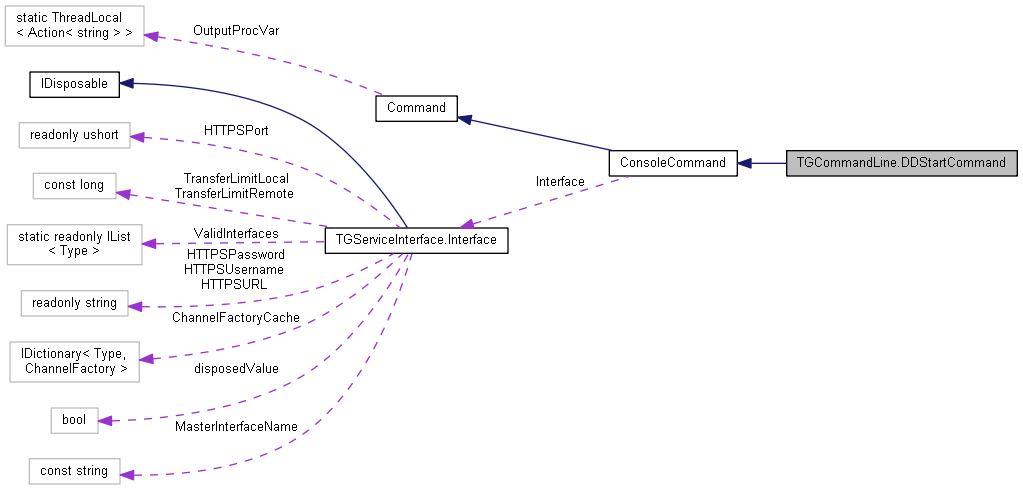 static ThreadLocal
< Action< string > >
OutputProcVar
IDisposable
Command
readonly ushort
HTTPSPort
ConsoleCommand
TGCommandLine.DDStartCommand
const long
TransferLimitLocal
TransferLimitRemote
Interface
static readonly IList
< Type >
ValidInterfaces
TGServiceInterface.Interface
HTTPSPassword
HTTPSUsername
HTTPSURL
readonly string
ChannelFactoryCache
IDictionary< Type,
ChannelFactory >
disposedValue
bool
MasterInterfaceName
const string